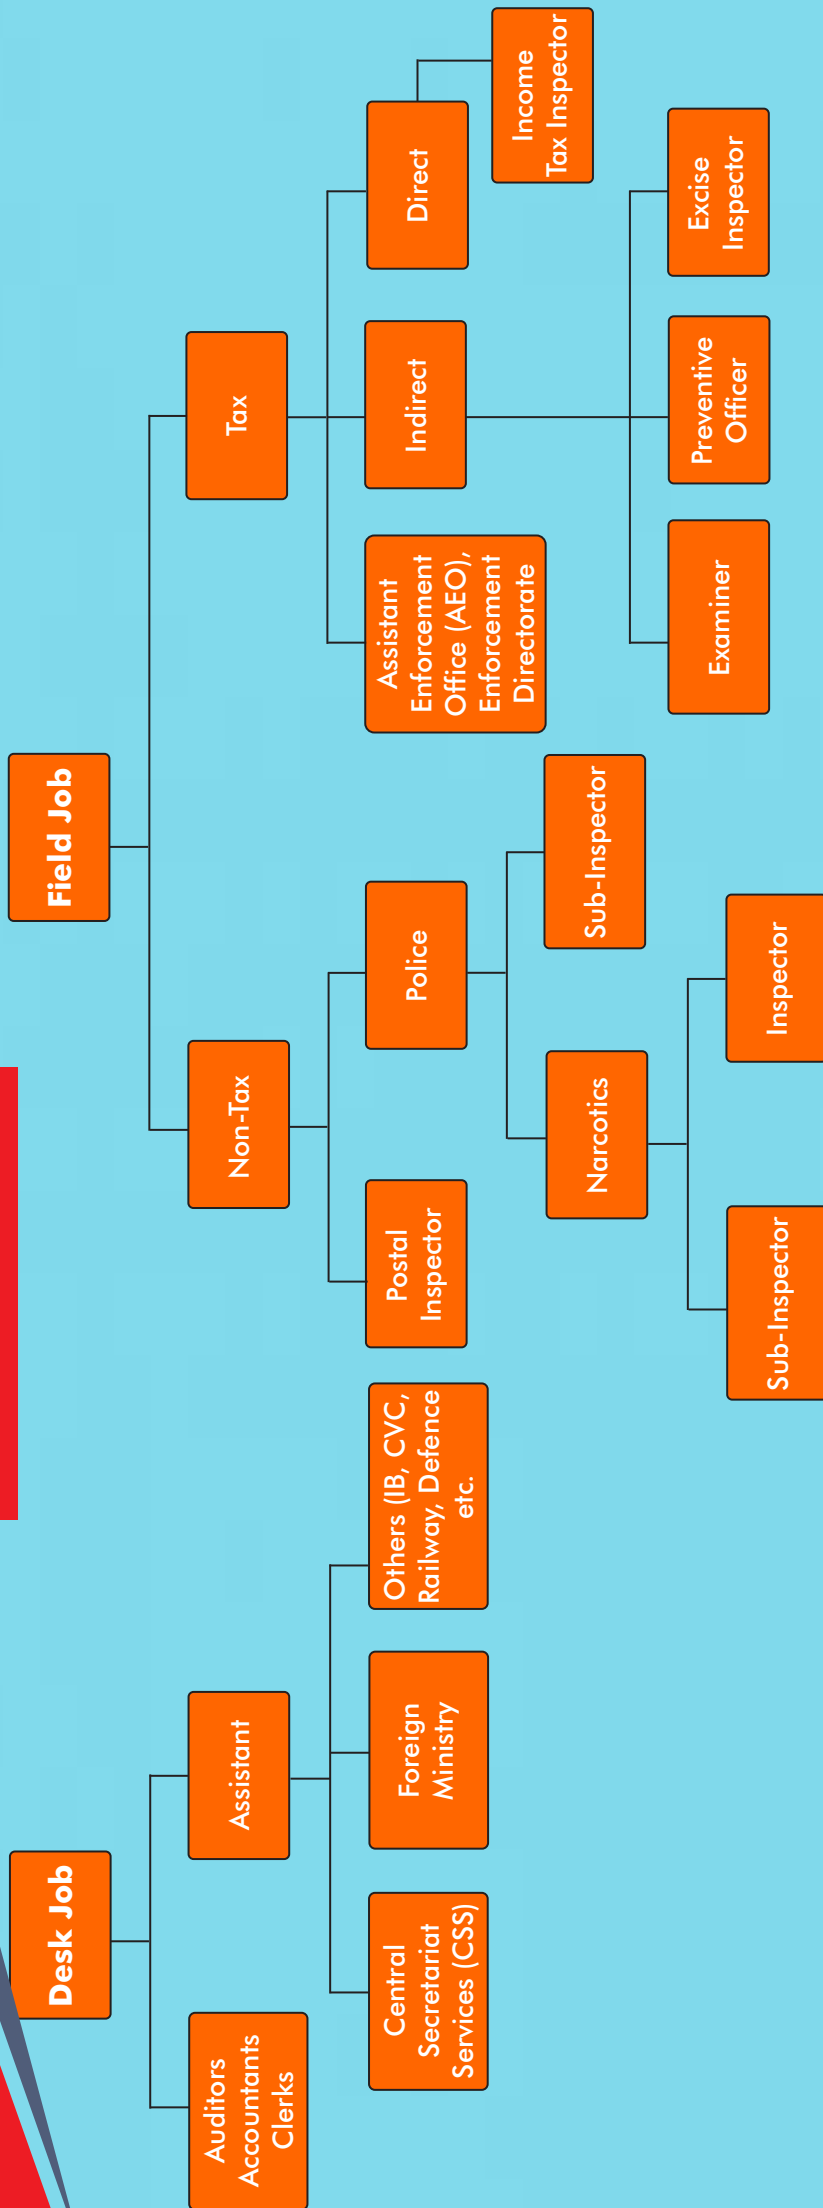 Desk Job
Auditors
Accountants
Clerks
Assistant
Central
Secretariat
Services (CSS)
Foreign
Ministry
Others (IB, CVC,
Railway, Defence
etc.
Field Job
Non-Tax
Postal
Inspector
Police
Narcotics
Sub-Inspector
Inspector
Sub-Inspector
Tax
Assistant
Enforcement
Office (AEO),
Enforcement
Directorate
Indirect
Examiner
Preventive
Officer
Excise
Inspector
Direct
Income
Tax Inspector